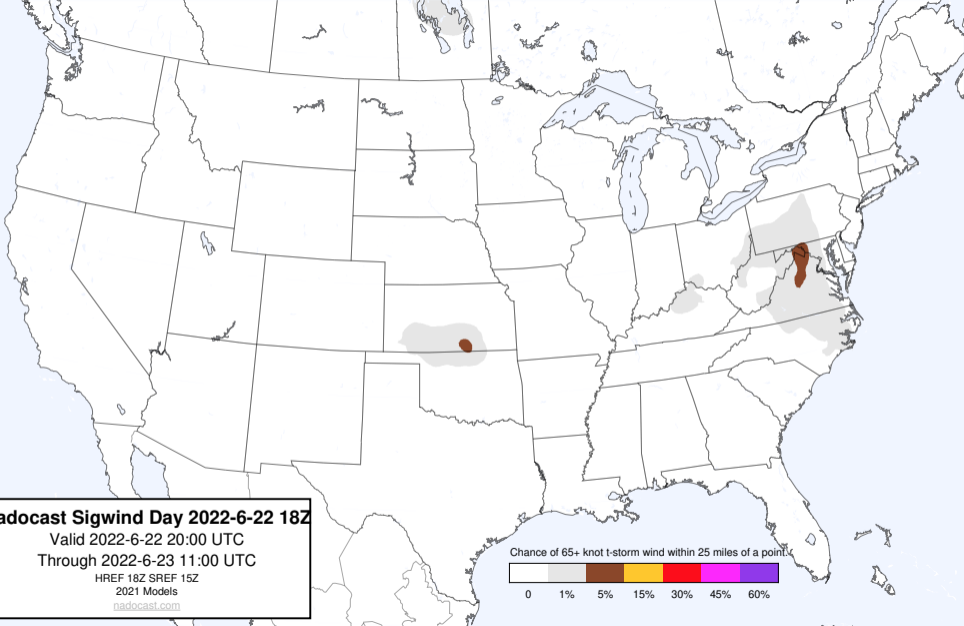 adocast Sigwind Day 2022-6-22 18Z
Valid 2022-6-22 20:00 UTC
Through 2022-6-23 11:00 UTC
HREF 18Z SREF 15Z
2021 Models
nadocast.com
Chance of 65+ knot t-storm wind within 25 miles of a point.
0 1% 5% 15% 30% 45% 60%